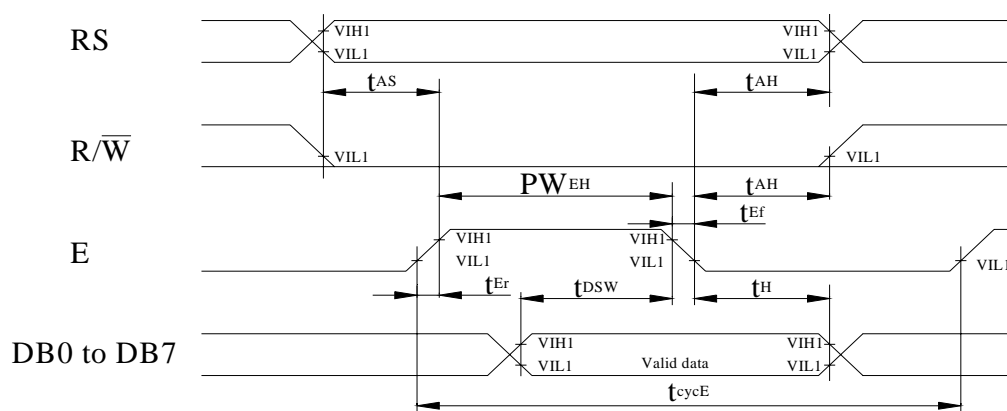 RS VIH1 VIH1
VIL1 VIL1
tAS tAH
R/W̅ VIL1 VIL1
PWEH tAH
tEf
E VIH1 VIH1
VIL1 VIL1 VIL1
tEr tDSW tH
DB0 to DB7 VIH1 VIH1
VIL1 Valid data VIL1
tcycE